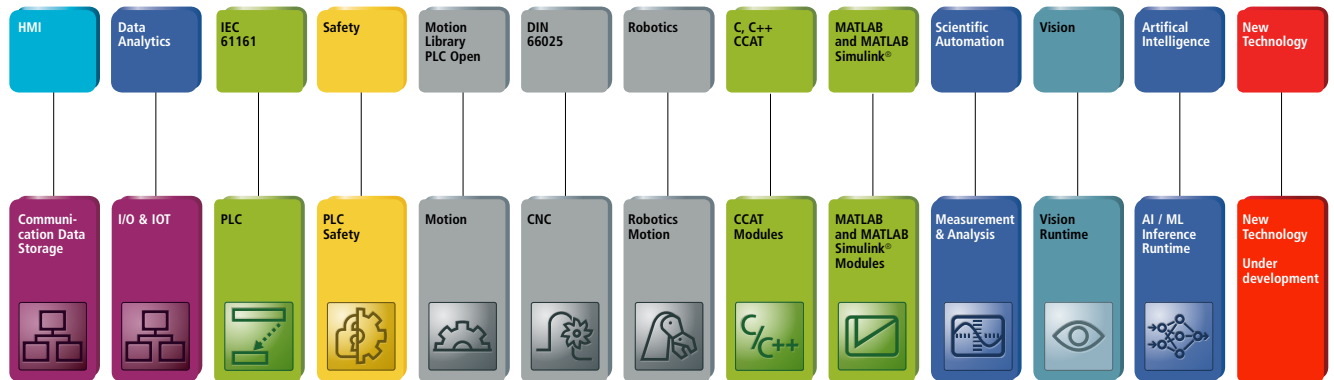 HMI
Data
Analytics
IEC
61161
Safety
Motion
Library
PLC Open
DIN
66025
Robotics
C, C++
CCAT
MATLAB
and MATLAB
Simulink®
Scientific
Automation
Vision
Artifical
Intelligence
New
Technology
Communi-
cation Data
Storage
I/O & IOT
PLC
PLC
Safety
Motion
CNC
Robotics
Motion
CCAT
Modules
C/C++
MATLAB
and MATLAB
Simulink®
Modules
Measurement
& Analysis
Vision
Runtime
AI / ML
Inference
Runtime
New
Technology
Under
development